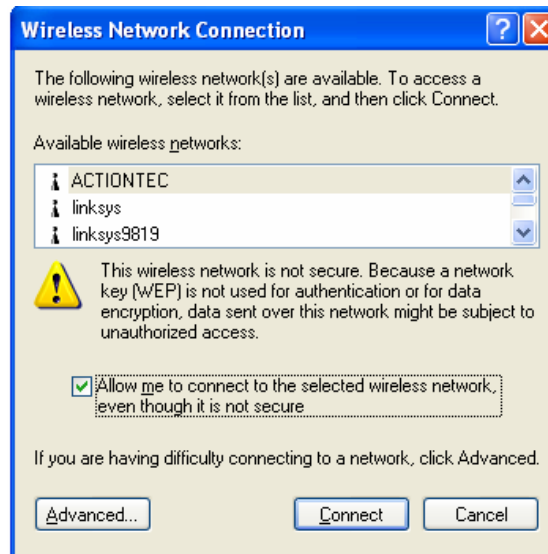 Wireless Network Connection
The following wireless network(s) are available. To access a
wireless network, select it from the list, and then click Connect.
Available wireless networks:
ACTIONTEC
linksys
linksys9819
This wireless network is not secure. Because a network
key (WEP) is not used for authentication or for data
encryption, data sent over this network might be subject to
unauthorized access.
Allow me to connect to the selected wireless network,
even though it is not secure
If you are having difficulty connecting to a network, click Advanced.
Advanced... Connect Cancel